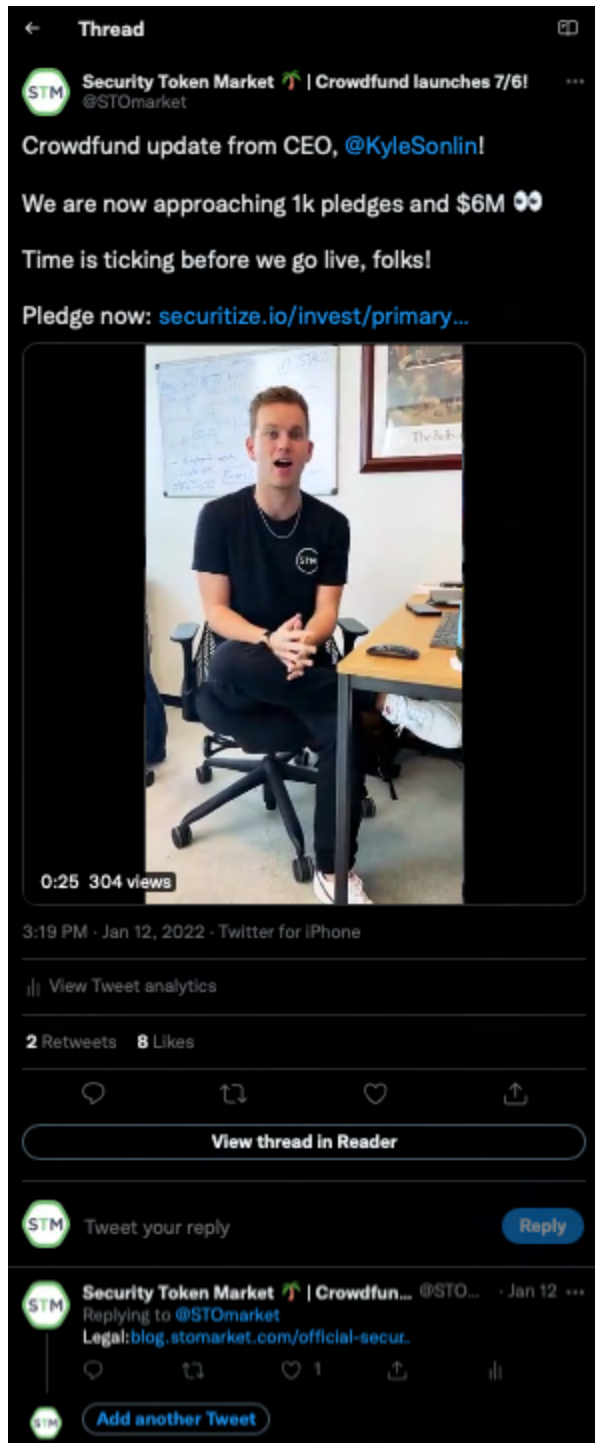 Thread
Security Token Market 🌴 | Crowdfund launches 7/6!
@STOmarket
Crowdfund update from CEO, @KyleSonlin!
We are now approaching 1k pledges and $6M 👀
Time is ticking before we go live, folks!
Pledge now: securitize.io/invest/primary...
STM
0:25 304 views
3:19 PM · Jan 12, 2022 · Twitter for iPhone
View Tweet analytics
2 Retweets 8 Likes
View thread in Reader
STM
Tweet your reply
Reply
STM
Security Token Market 🌴 | Crowdfun... @STO... · Jan 12
Replying to @STOmarket
Legal:blog.stomarket.com/official-secur..
1
STM
Add another Tweet